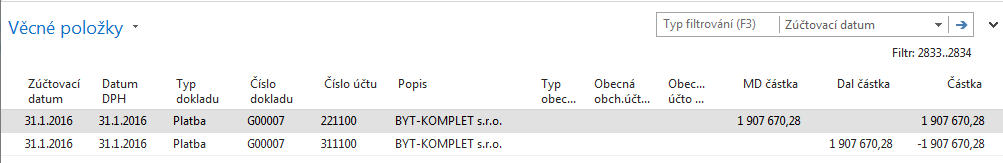 Věcné položky
Typ filtrování (F3) Zúčtovací datum
Filtr: 2833..2834
Zúčtovací datum Datum DPH Typ dokladu Číslo dokladu Číslo účtu Popis Typ obec... Obecná obch.účt... Obec... účto ... MD částka Dal částka Částka
31.1.2016 31.1.2016 Platba G00007 221100 BYT-KOMPLET s.r.o. 1 907 670,28 1 907 670,28
31.1.2016 31.1.2016 Platba G00007 311100 BYT-KOMPLET s.r.o. 1 907 670,28 -1 907 670,28